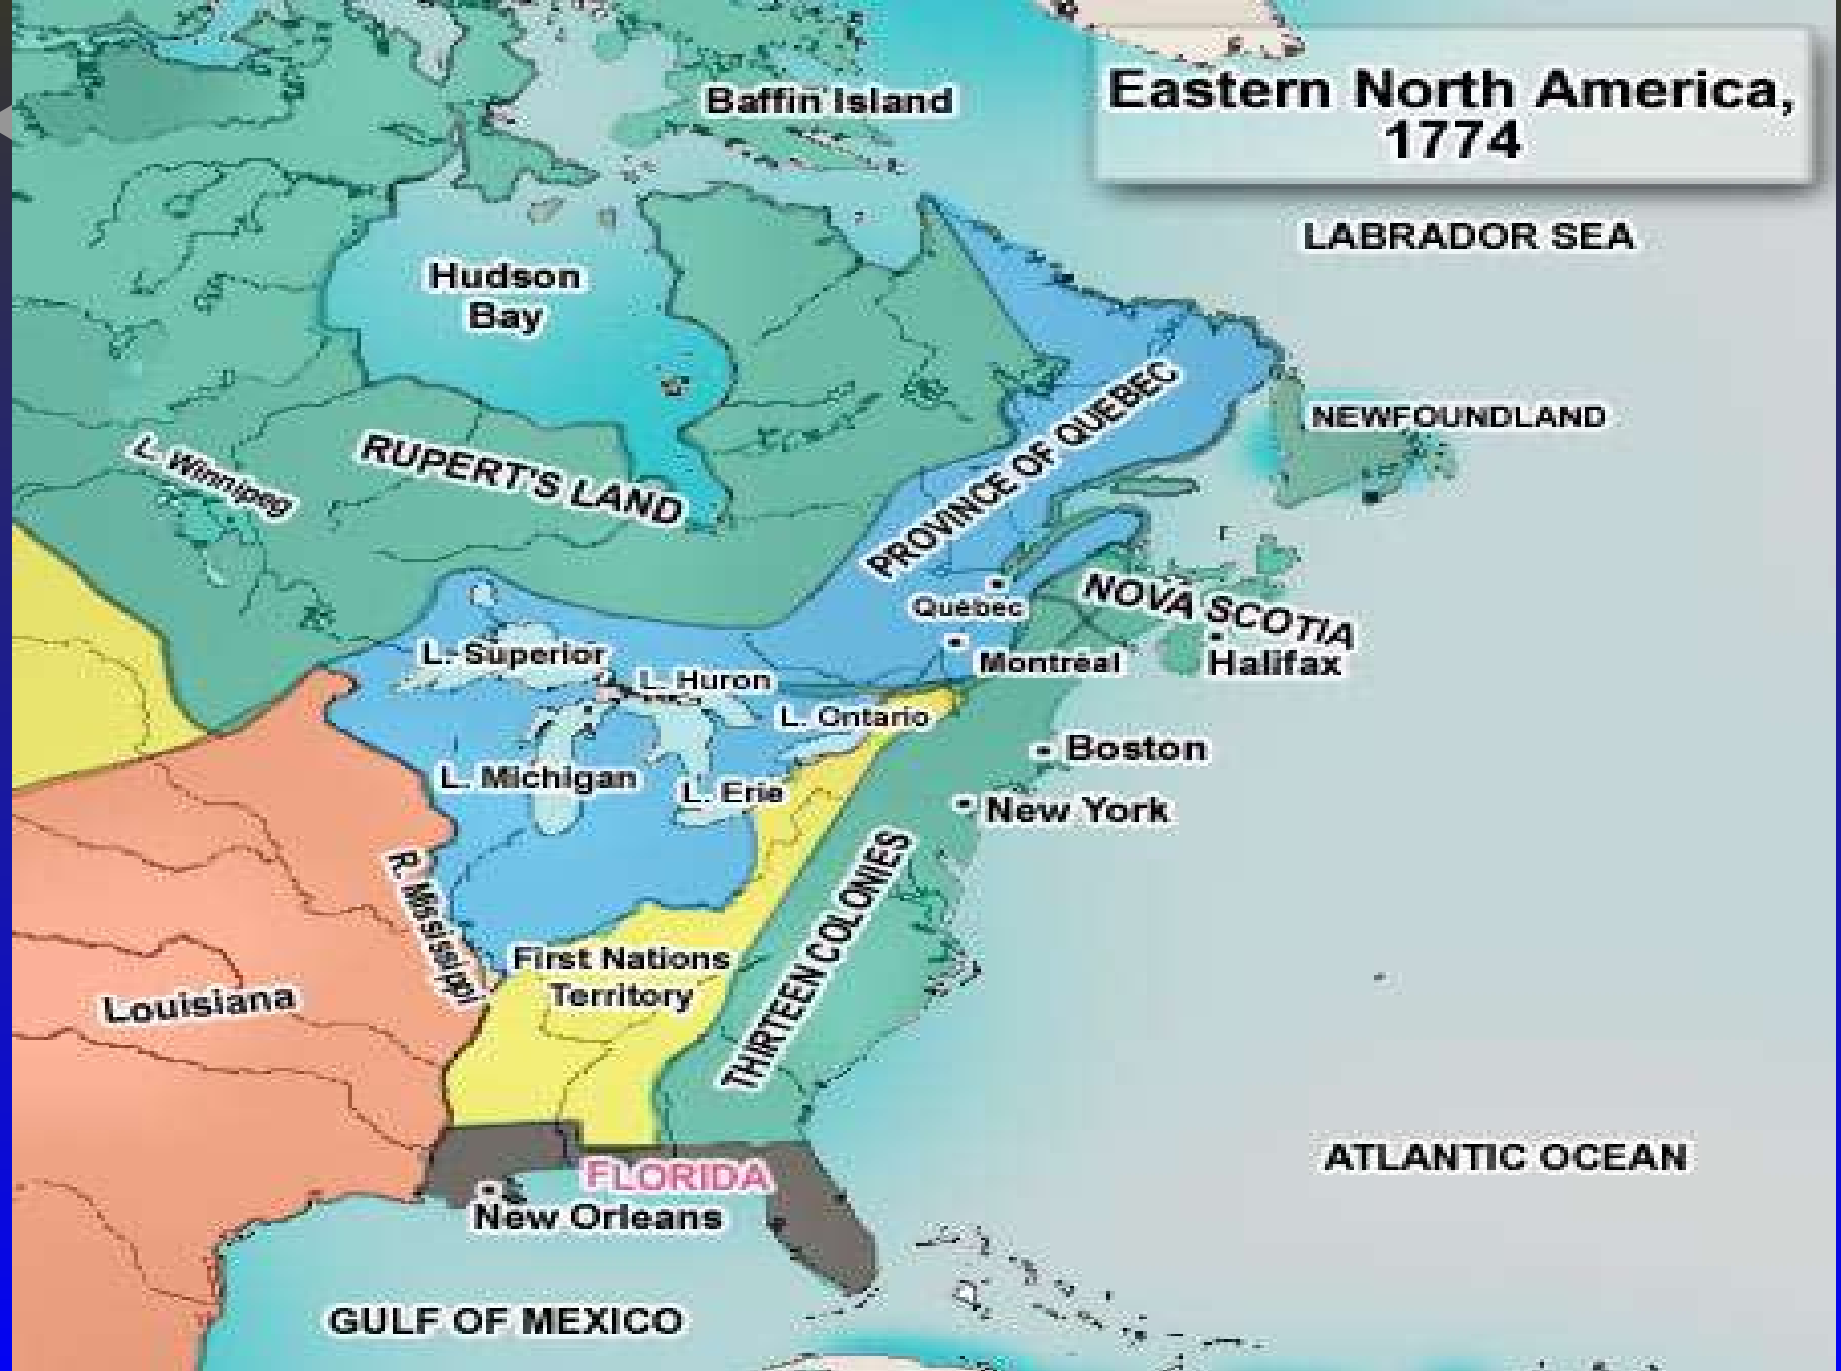 Eastern North America,
1774
Baffin Island
LABRADOR SEA
Hudson
Bay
NEWFOUNDLAND
PROVINCE OF QUEBEC
RUPERT'S LAND
L. Winnipeg
NOVA SCOTIA
Québec
Montréal
Halifax
L. Superior
L. Huron
L. Ontario
Boston
L. Michigan
L. Erie
New York
THIRTEEN COLONIES
R. Mississippi
First Nations
Territory
Louisiana
FLORIDA
New Orleans
ATLANTIC OCEAN
GULF OF MEXICO